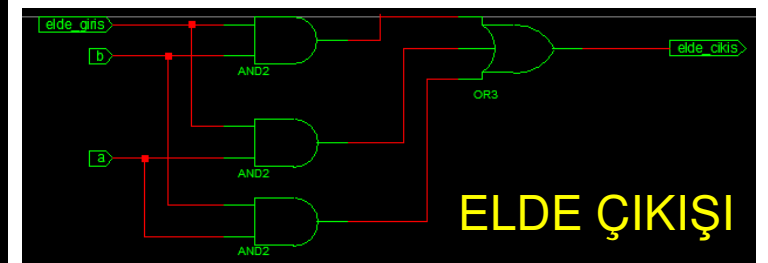 elde_giris
b
AND2
elde_cikis
OR3
a
AND2
AND2
ELDE ÇIKIŞI